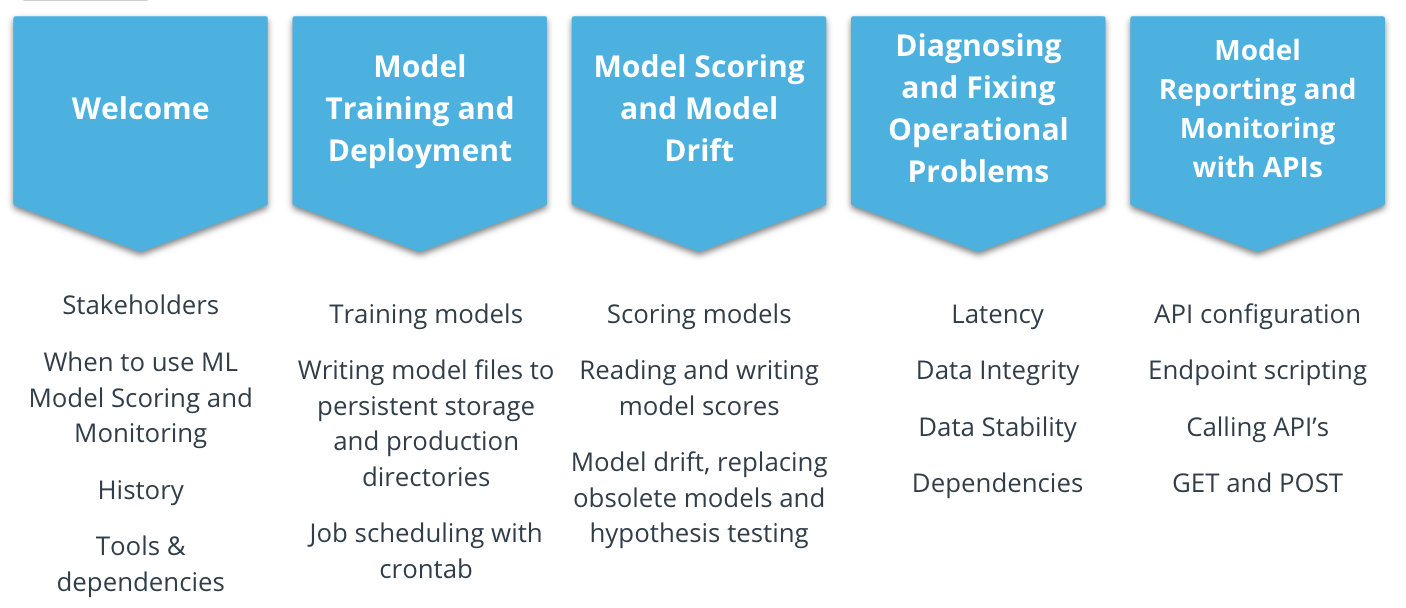 Welcome
Stakeholders
When to use ML
Model Scoring and
Monitoring
History
Tools &
dependencies
Model
Training and
Deployment
Training models
Writing model files to
persistent storage
and production
directories
Job scheduling with
crontab
Model Scoring
and Model
Drift
Scoring models
Reading and writing
model scores
Model drift, replacing
obsolete models and
hypothesis testing
Diagnosing
and Fixing
Operational
Problems
Latency
Data Integrity
Data Stability
Dependencies
Model
Reporting and
Monitoring
with APIs
API configuration
Endpoint scripting
Calling API’s
GET and POST